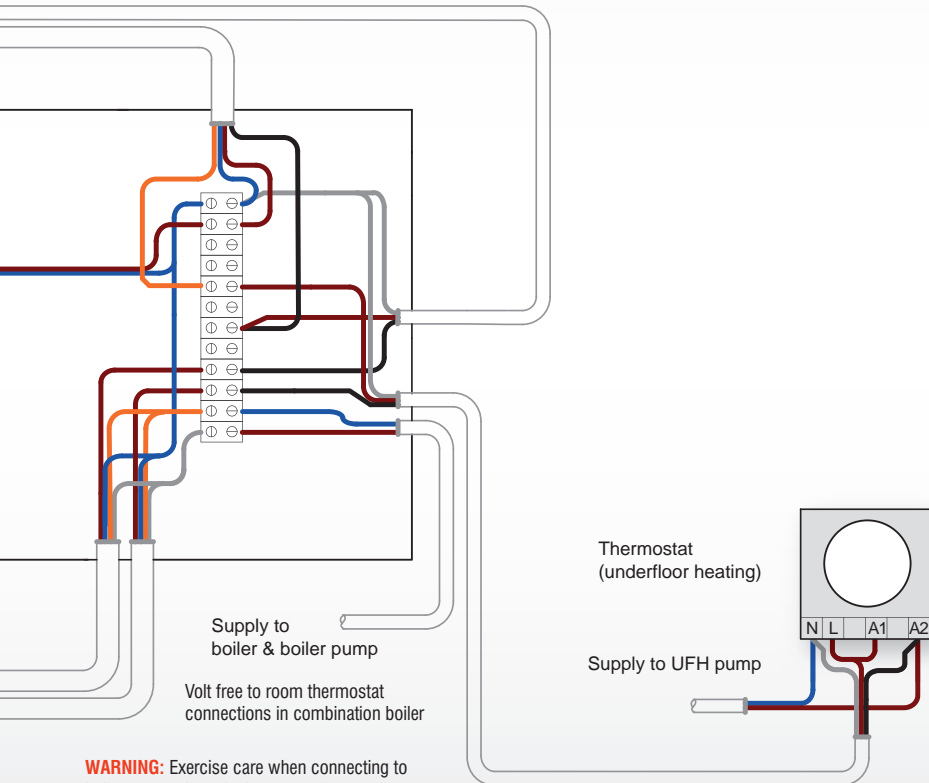 Thermostat
(underfloor heating)
N L A1 A2
Supply to
boiler & boiler pump
Supply to UFH pump
Volt free to room thermostat
connections in combination boiler
WARNING: Exercise care when connecting to